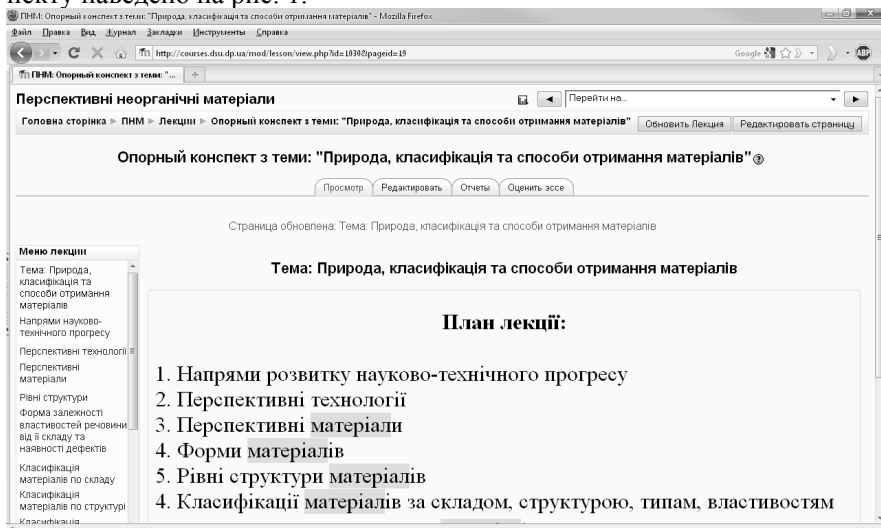 пекту наведено на рис. 1.
ПНМ: Опорный конспект з теми: "Природа, класифікація та способи отримання матеріалів" - Mozilla Firefox
Файл Правка Вид Журнал Закладки Инструменты Справка
http://courses.dsu.dp.ua/mod/lesson/view.php?id=1030&pageid=19
Google
ABP
ПНМ: Опорный конспект з теми: "...
Перспективні неорганічні матеріали
Перейти на...
Головна сторінка ► ПНМ ► Лекции ► Опорный конспект з теми: "Природа, класифікація та способи отримання матеріалів"
Обновить Лекция
Редактировать страницу
Опорный конспект з теми: "Природа, класифікація та способи отримання матеріалів"
Просмотр Редактировать Отчеты Оценить эссе
Страница обновлена: Тема: Природа, класифікація та способи отримання матеріалів
Меню лекции
Тема: Природа,
класифікація та
способи отримання
матеріалів
Напрями науково-
технічного прогресу
Перспективні технології
Перспективні
матеріали
Рівні структури
Форма залежності
властивостей речовини
від її складу та
наявності дефектів
Класифікація
матеріалів по складу
Класифікація
матеріалів по структурі
Класифікація
Тема: Природа, класифікація та способи отримання матеріалів
План лекції:
1. Напрями розвитку науково-технічного прогресу
2. Перспективні технології
3. Перспективні матеріали
4. Форми матеріалів
5. Рівні структури матеріалів
4. Класифікації матеріалів за складом, структурою, типам, властивостям